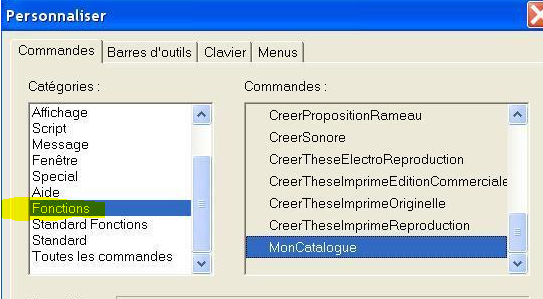 Personnaliser
Commandes Barres d'outils Clavier Menus
Catégories :
Affichage
Script
Message
Fenêtre
Special
Aide
Fonctions
Standard Fonctions
Standard
Toutes les commandes
Commandes :
CreerPropositionRameau
CreerSonore
CreerTheseElectroReproduction
CreerTheseImprimeEditionCommerciale
CreerTheseImprimeOriginelle
CreerTheseImprimeReproduction
MonCatalogue